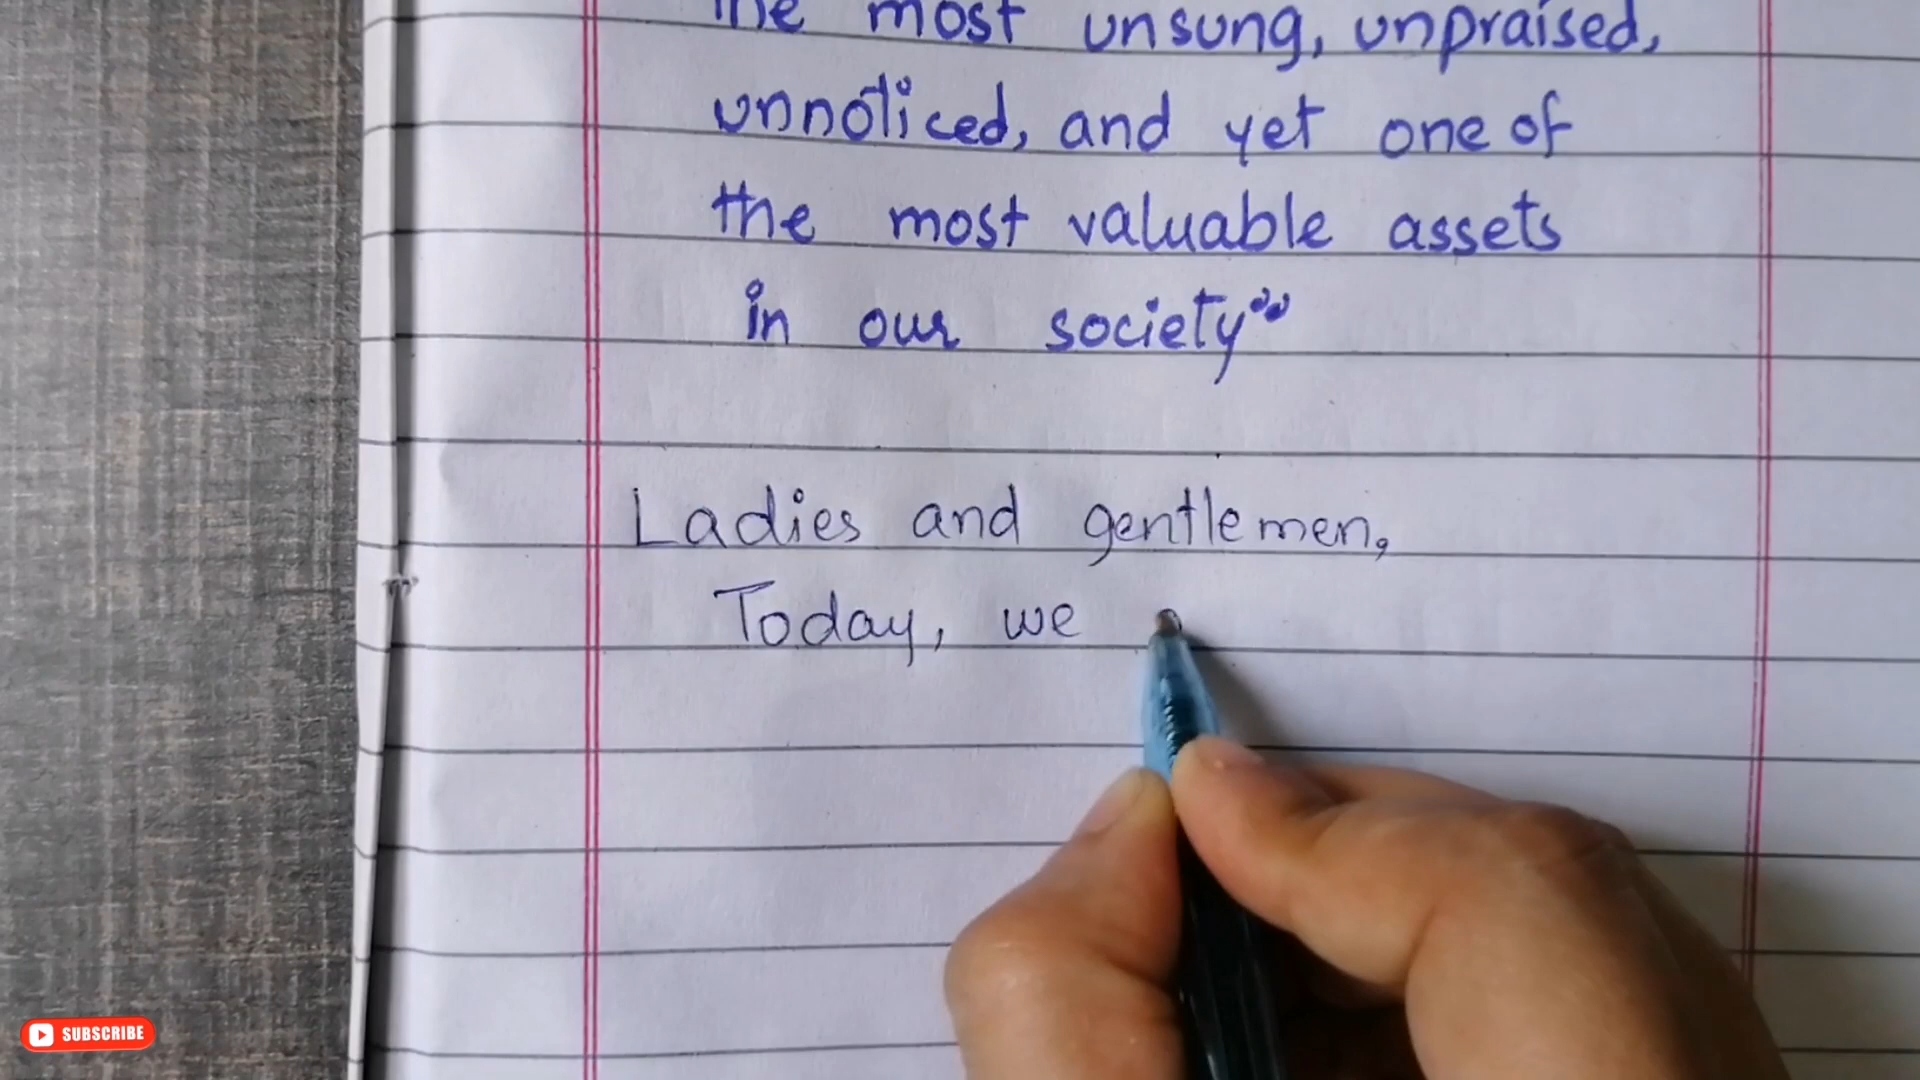 the most unsung, unpraised,
unnoticed, and yet one of
the most valuable assets
in our society"
Ladies and gentlemen,
Today, we
SUBSCRIBE